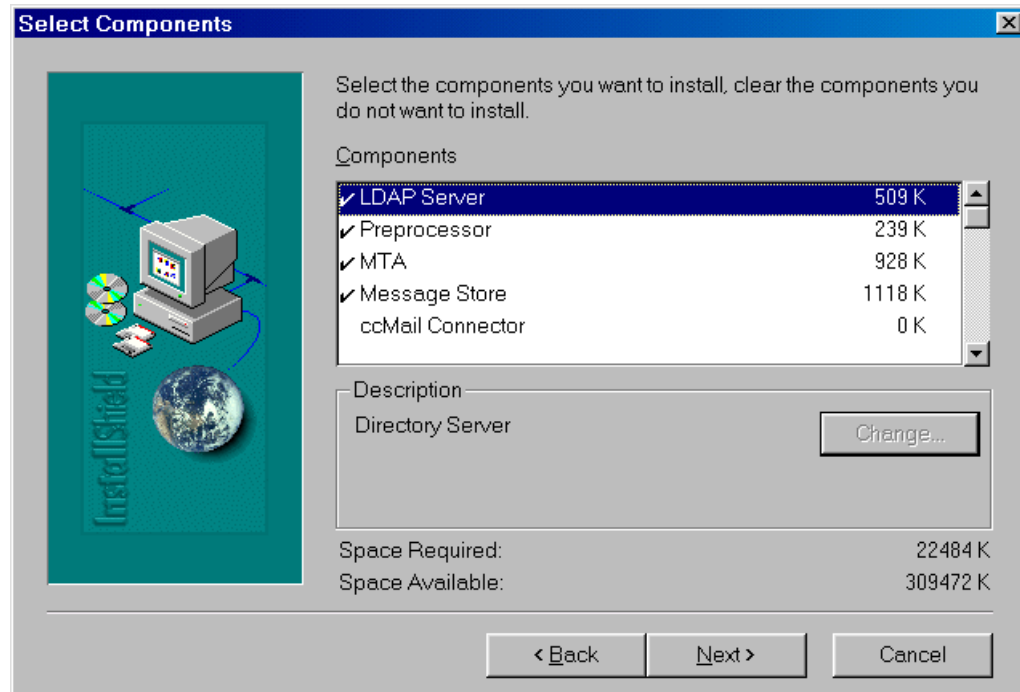 Select Components
InstallShield
Select the components you want to install, clear the components you
do not want to install.
Components
LDAP Server 509 K
Preprocessor 239 K
MTA 928 K
Message Store 1118 K
ccMail Connector 0 K
Description
Directory Server
Change...
Space Required: 22484 K
Space Available: 309472 K
< Back Next > Cancel